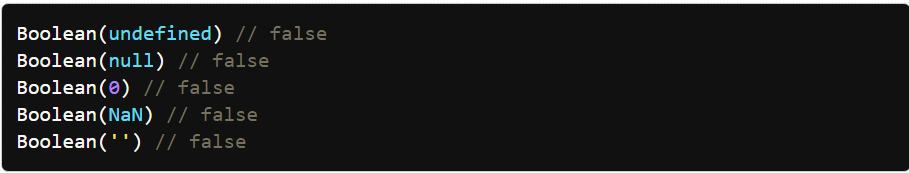 Boolean(undefined) // false
Boolean(null) // false
Boolean(0) // false
Boolean(NaN) // false
Boolean('') // false